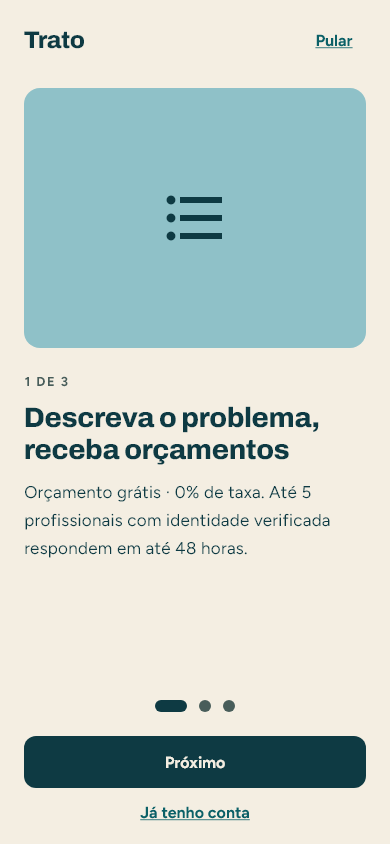 Trato
Pular
1 DE 3
Descreva o problema,
receba orçamentos
Orçamento grátis · 0% de taxa. Até 5
profissionais com identidade verificada
respondem em até 48 horas.
Próximo
Já tenho conta